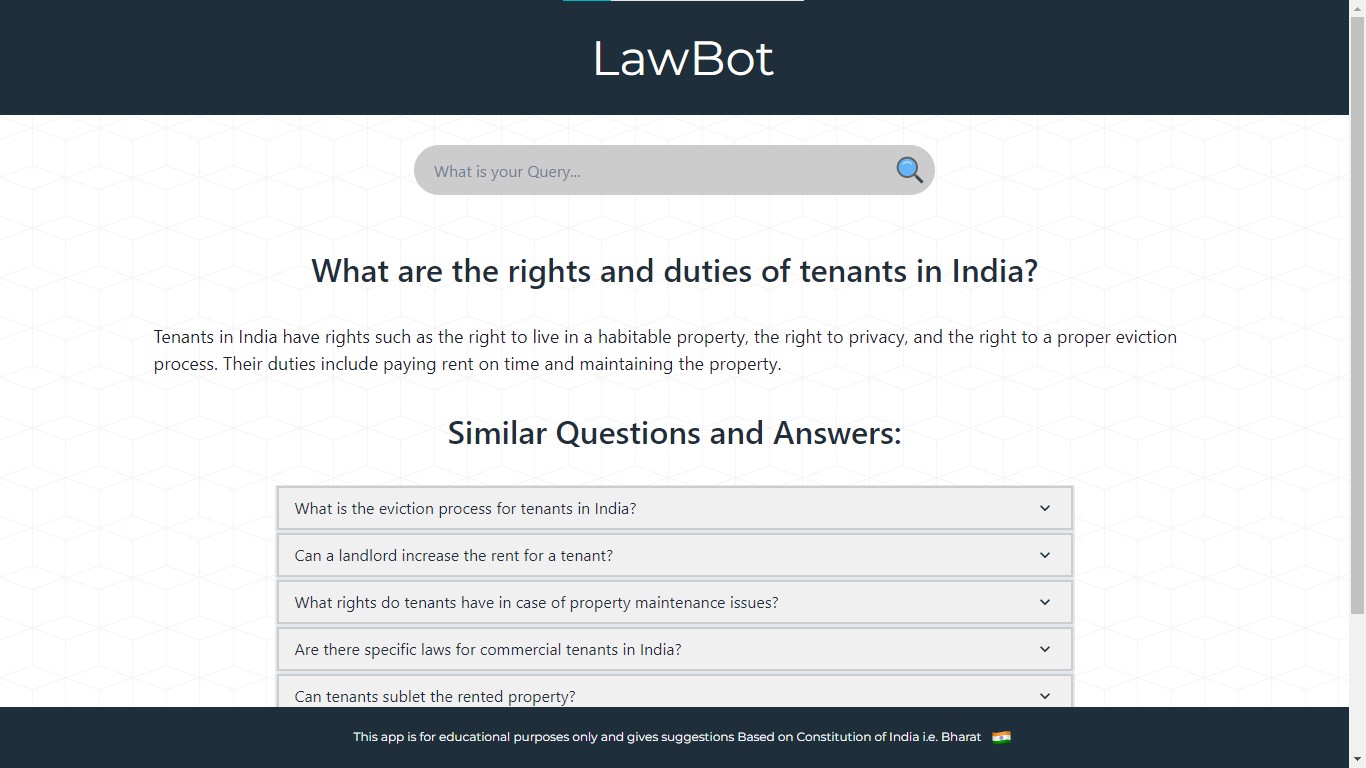 LawBot
What is your Query...
What are the rights and duties of tenants in India?
Tenants in India have rights such as the right to live in a habitable property, the right to privacy, and the right to a proper eviction
process. Their duties include paying rent on time and maintaining the property.
Similar Questions and Answers:
What is the eviction process for tenants in India?
Can a landlord increase the rent for a tenant?
What rights do tenants have in case of property maintenance issues?
Are there specific laws for commercial tenants in India?
Can tenants sublet the rented property?
This app is for educational purposes only and gives suggestions Based on Constitution of India i.e. Bharat